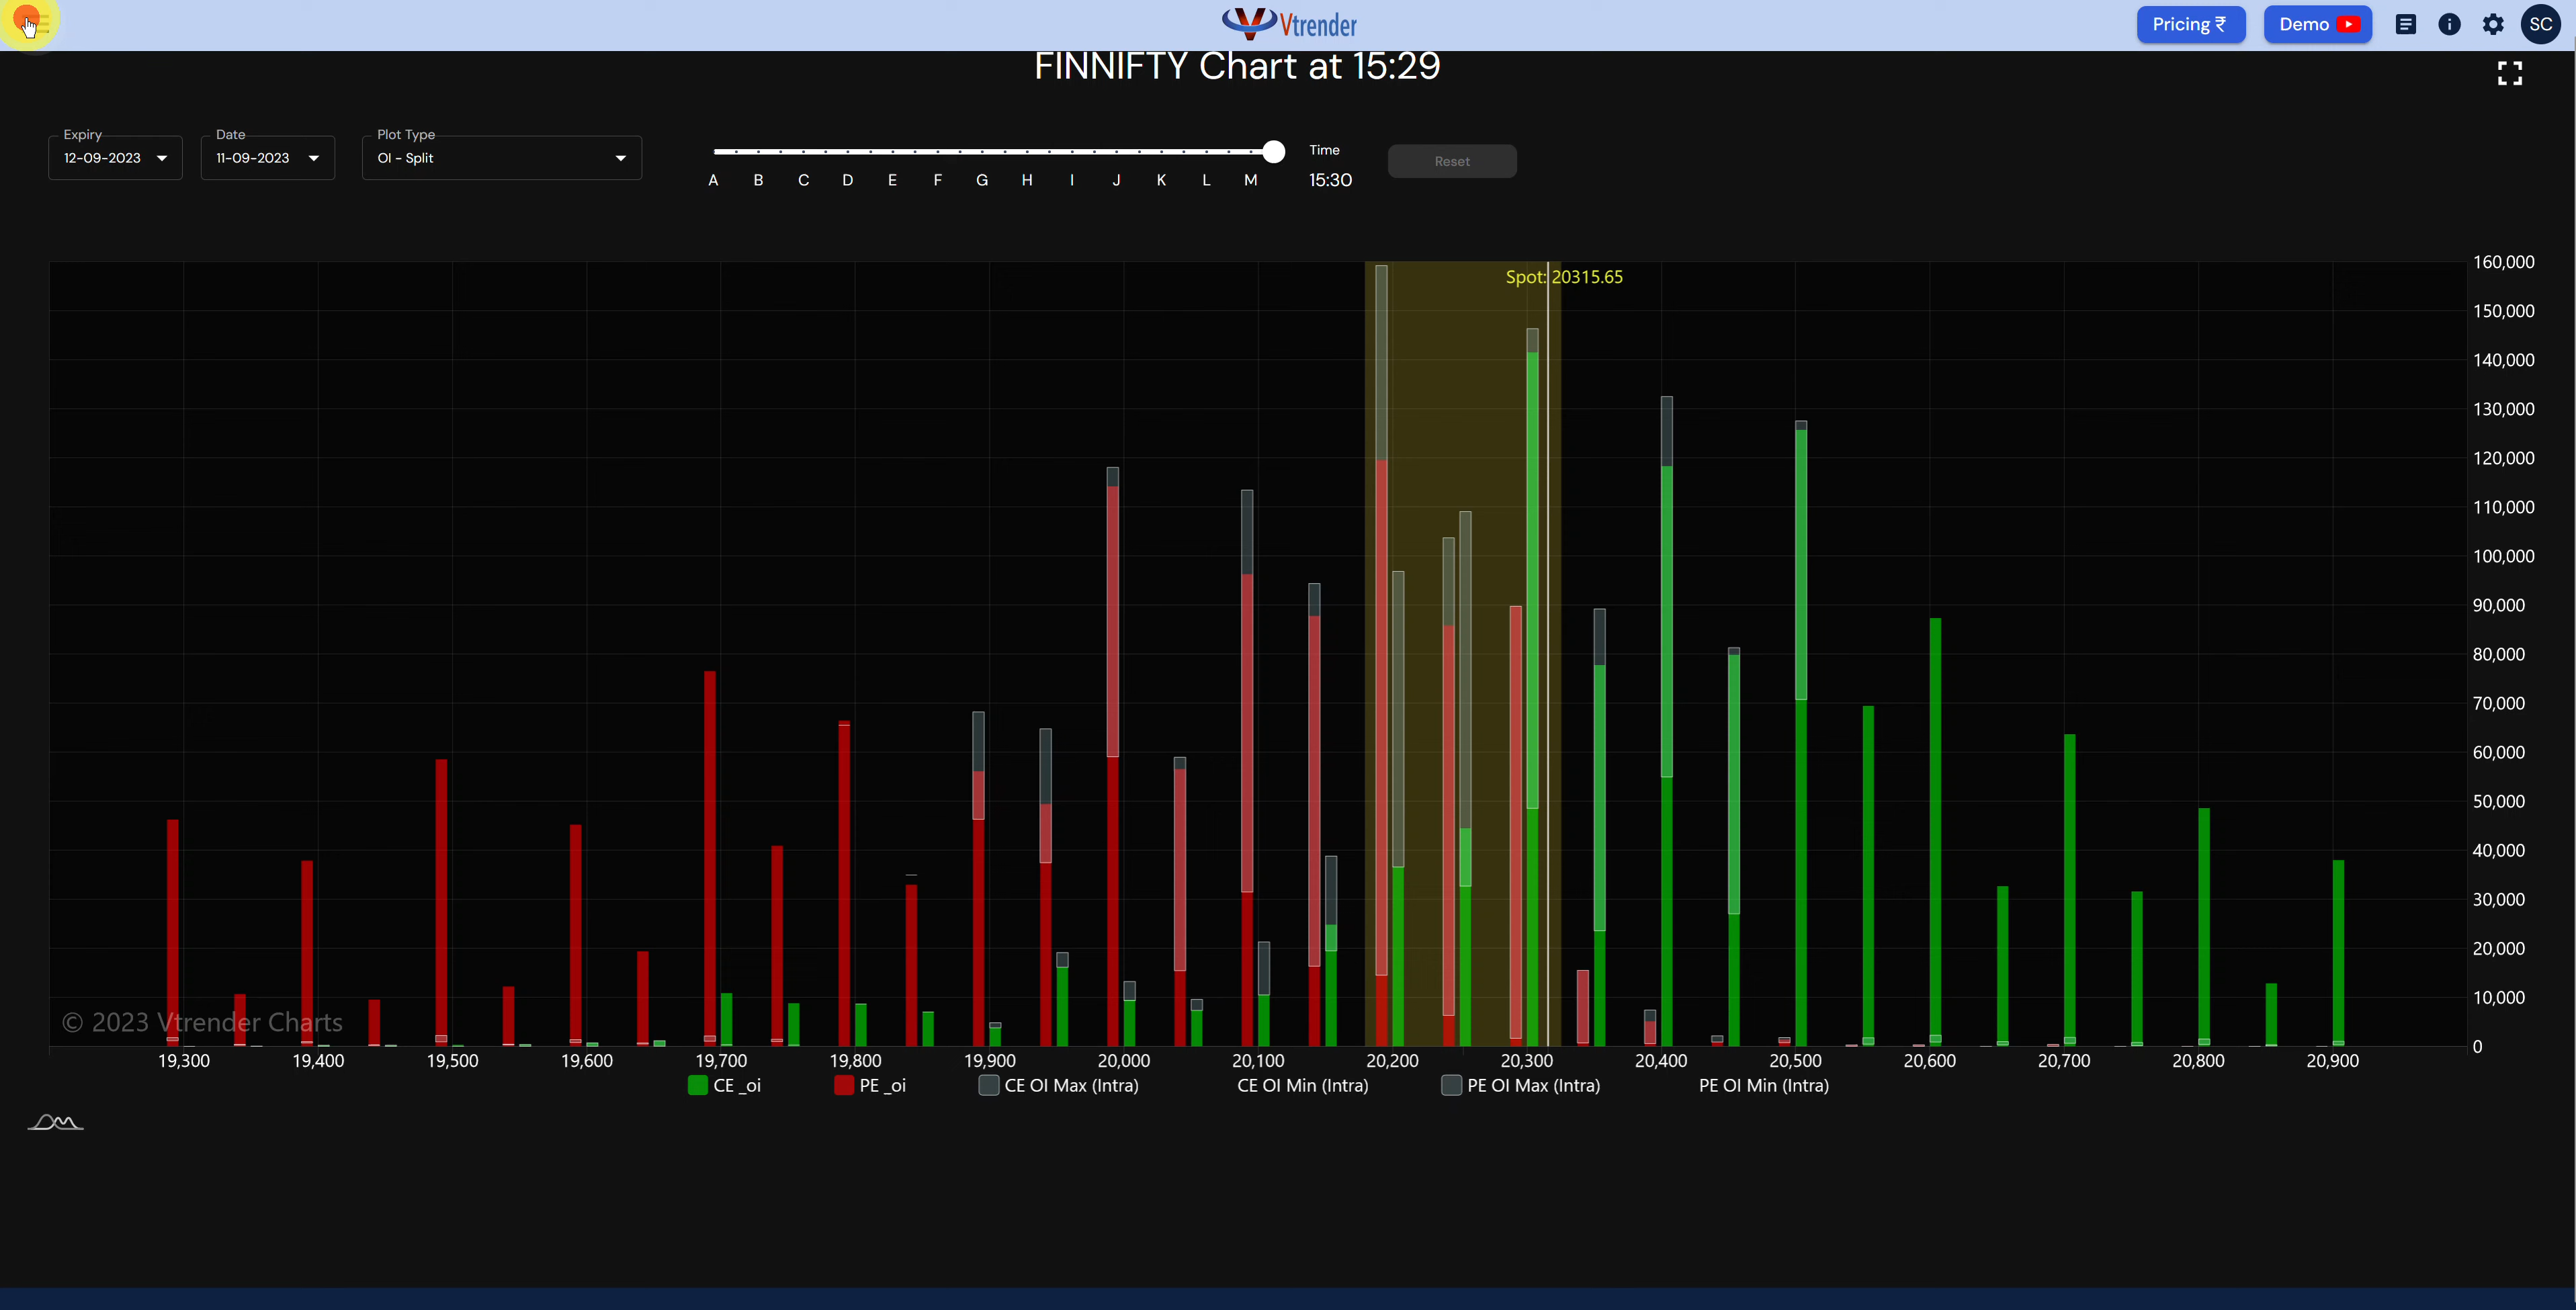 Vtrender
Pricing ₹
Demo
SC
FINNIFTY Chart at 15:29
Expiry
12-09-2023
Date
11-09-2023
Plot Type
OI - Split
A B C D E F G H I J K L M
Time
15:30
Reset
Spot: 20315.65
160,000
150,000
140,000
130,000
120,000
110,000
100,000
90,000
80,000
70,000
60,000
50,000
40,000
30,000
20,000
10,000
0
© 2023 Vtrender Charts
19,300 19,400 19,500 19,600 19,700 19,800 19,900 20,000 20,100 20,200 20,300 20,400 20,500 20,600 20,700 20,800 20,900
CE _oi PE _oi CE OI Max (Intra) CE OI Min (Intra) PE OI Max (Intra) PE OI Min (Intra)